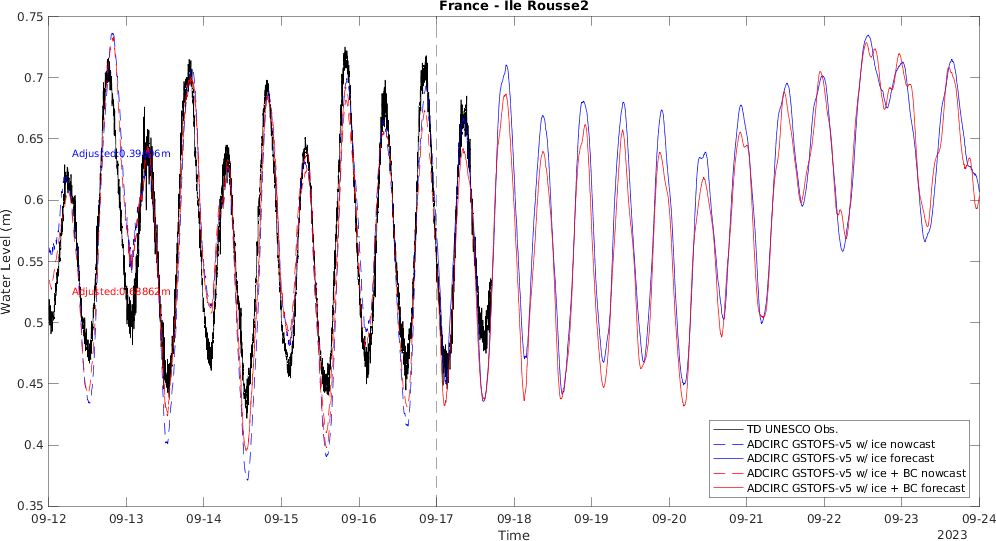 France - Ile Rousse2
Water Level (m)
0.75
0.7
0.65
0.6
0.55
0.5
0.45
0.4
0.35
Adjusted:
Adjusted:
TD UNESCO Obs.
ADCIRC GSTOFS-v5 w/ ice nowcast
ADCIRC GSTOFS-v5 w/ ice forecast
ADCIRC GSTOFS-v5 w/ ice + BC nowcast
ADCIRC GSTOFS-v5 w/ ice + BC forecast
09-12 09-13 09-14 09-15 09-16 09-17 09-18 09-19 09-20 09-21 09-22 09-23 09-24
Time
2023